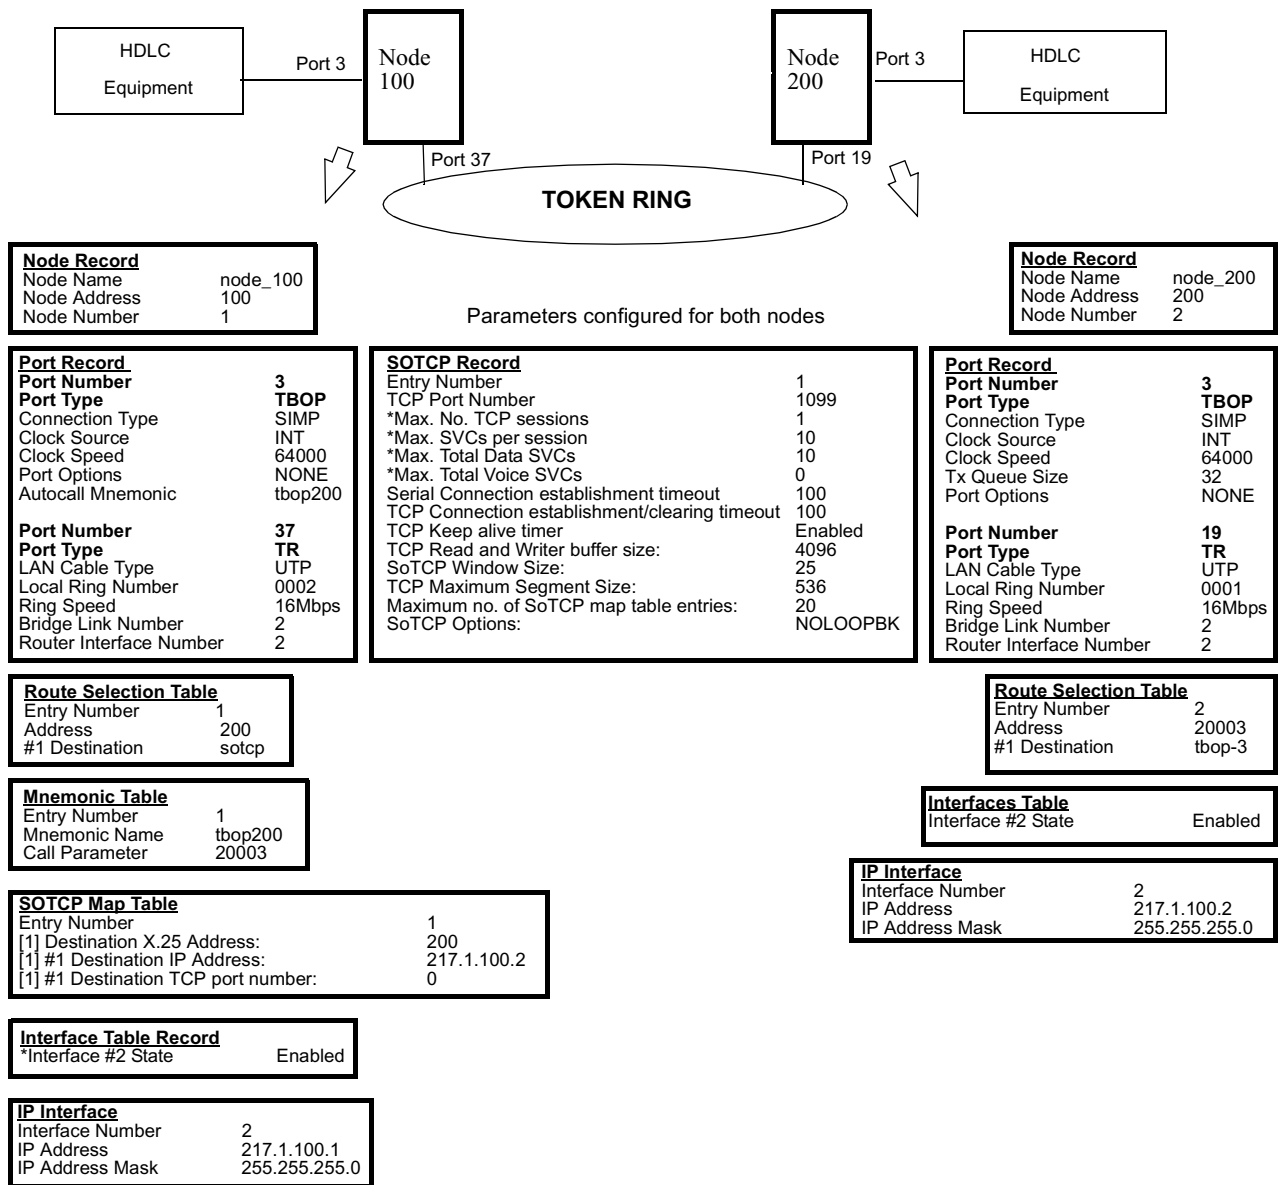 HDLC
Equipment
Port 3
Node
100
Node
200
Port 3
HDLC
Equipment
Port 37
Port 19
TOKEN RING
Node Record
Node Name node_100
Node Address 100
Node Number 1
Node Record
Node Name node_200
Node Address 200
Node Number 2
Parameters configured for both nodes
Port Record
Port Number 3
Port Type TBOP
Connection Type SIMP
Clock Source INT
Clock Speed 64000
Port Options NONE
Autocall Mnemonic tbop200
Port Number 37
Port Type TR
LAN Cable Type UTP
Local Ring Number 0002
Ring Speed 16Mbps
Bridge Link Number 2
Router Interface Number 2
SOTCP Record
Entry Number 1
TCP Port Number 1099
*Max. No. TCP sessions 1
*Max. SVCs per session 10
*Max. Total Data SVCs 10
*Max. Total Voice SVCs 0
Serial Connection establishment timeout 100
TCP Connection establishment/clearing timeout 100
TCP Keep alive timer Enabled
TCP Read and Writer buffer size: 4096
SoTCP Window Size: 25
TCP Maximum Segment Size: 536
Maximum no. of SoTCP map table entries: 20
SoTCP Options: NOLOOPBK
Port Record
Port Number 3
Port Type TBOP
Connection Type SIMP
Clock Source INT
Clock Speed 64000
Tx Queue Size 32
Port Options NONE
Port Number 19
Port Type TR
LAN Cable Type UTP
Local Ring Number 0001
Ring Speed 16Mbps
Bridge Link Number 2
Router Interface Number 2
Route Selection Table
Entry Number 1
Address 200
#1 Destination sotcp
Route Selection Table
Entry Number 2
Address 20003
#1 Destination tbop-3
Mnemonic Table
Entry Number 1
Mnemonic Name tbop200
Call Parameter 20003
Interfaces Table
Interface #2 State Enabled
IP Interface
Interface Number 2
IP Address 217.1.100.2
IP Address Mask 255.255.255.0
SOTCP Map Table
Entry Number 1
[1] Destination X.25 Address: 200
[1] #1 Destination IP Address: 217.1.100.2
[1] #1 Destination TCP port number: 0
Interface Table Record
*Interface #2 State Enabled
IP Interface
Interface Number 2
IP Address 217.1.100.1
IP Address Mask 255.255.255.0